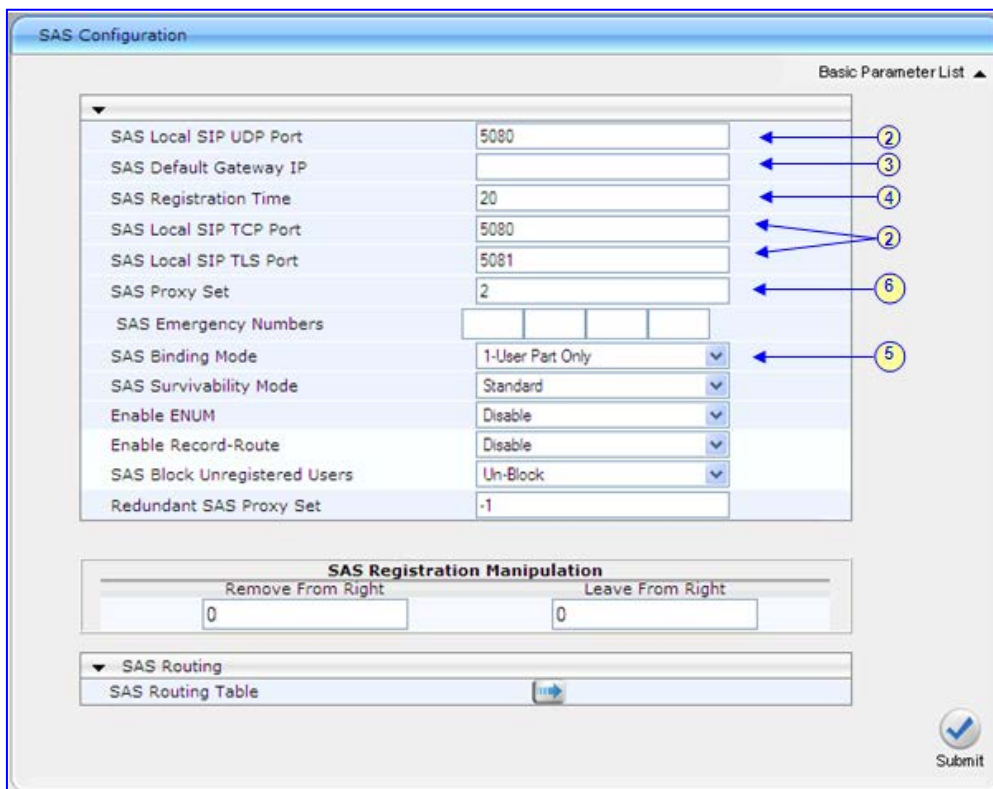 SAS Configuration
Basic Parameter List
SAS Local SIP UDP Port 5080 2
SAS Default Gateway IP 3
SAS Registration Time 20 4
SAS Local SIP TCP Port 5080 2
SAS Local SIP TLS Port 5081
SAS Proxy Set 2 6
SAS Emergency Numbers
SAS Binding Mode 1-User Part Only 5
SAS Survivability Mode Standard
Enable ENUM Disable
Enable Record-Route Disable
SAS Block Unregistered Users Un-Block
Redundant SAS Proxy Set -1
SAS Registration Manipulation
Remove From Right Leave From Right
0 0
SAS Routing
SAS Routing Table
Submit